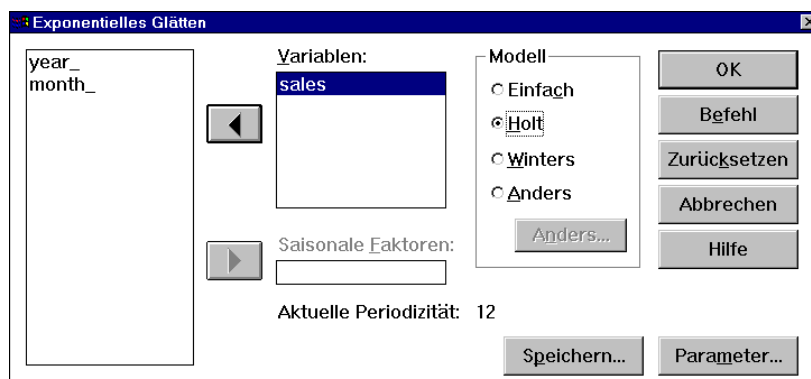 Exponentielles Glätten
year_
month_
Variablen:
sales
Saisonale Faktoren:
Aktuelle Periodizität: 12
Modell
Einfach
Holt
Winters
Anders
Anders...
OK
Befehl
Zurücksetzen
Abbrechen
Hilfe
Speichern...
Parameter...